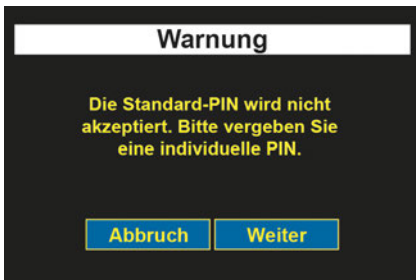 Warnung
Die Standard-PIN wird nicht
akzeptiert. Bitte vergeben Sie
eine individuelle PIN.
Abbruch
Weiter